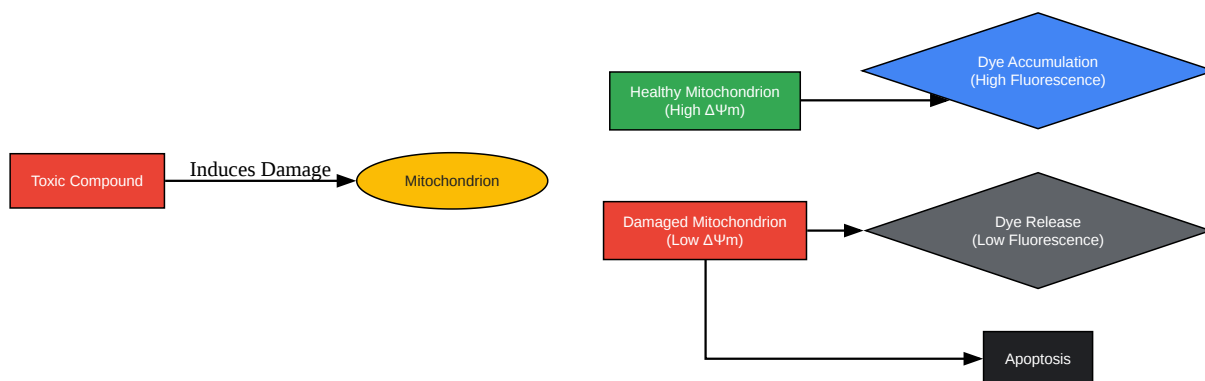 Toxic Compound
Induces Damage
Mitochondrion
Healthy Mitochondrion
(High ΔΨm)
Dye Accumulation
(High Fluorescence)
Damaged Mitochondrion
(Low ΔΨm)
Dye Release
(Low Fluorescence)
Apoptosis